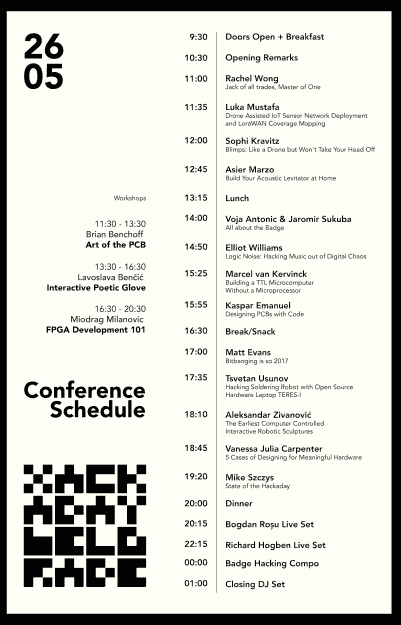 26
05
Workshops
11:30 - 13:30
Brian Benchoff
Art of the PCB
13:30 - 16:30
Lavoslava Benčić
Interactive Poetic Glove
16:30 - 20:30
Miodrag Milanovic
FPGA Development 101
Conference
Schedule
HACK
ADAY
BELG
RADE
9:30 Doors Open + Breakfast
10:30 Opening Remarks
11:00 Rachel Wong
Jack of all trades, Master of One
11:35 Luka Mustafa
Drone Assisted IoT Sensor Network Deployment
and LoraWAN Coverage Mapping
12:00 Sophi Kravitz
Blimps: Like a Drone but Won't Take Your Head Off
12:45 Asier Marzo
Build Your Acoustic Levitator at Home
13:15 Lunch
14:00 Voja Antonic & Jaromir Sukuba
All about the Badge
14:50 Elliot Williams
Logic Noise: Hacking Music out of Digital Chaos
15:25 Marcel van Kervinck
Building a TTL Microcomputer
Without a Microprocessor
15:55 Kaspar Emanuel
Designing PCBs with Code
16:30 Break/Snack
17:00 Matt Evans
Bitbanging is so 2017
17:35 Tsvetan Usunov
Hacking Soldering Robot with Open Source
Hardware Laptop TERES-I
18:10 Aleksandar Zivanović
The Earliest Computer Controlled
Interactive Robotic Sculptures
18:45 Vanessa Julia Carpenter
5 Cases of Designing for Meaningful Hardware
19:20 Mike Szczys
State of the Hackaday
20:00 Dinner
20:15 Bogdan Roșu Live Set
22:15 Richard Hogben Live Set
00:00 Badge Hacking Compo
01:00 Closing DJ Set